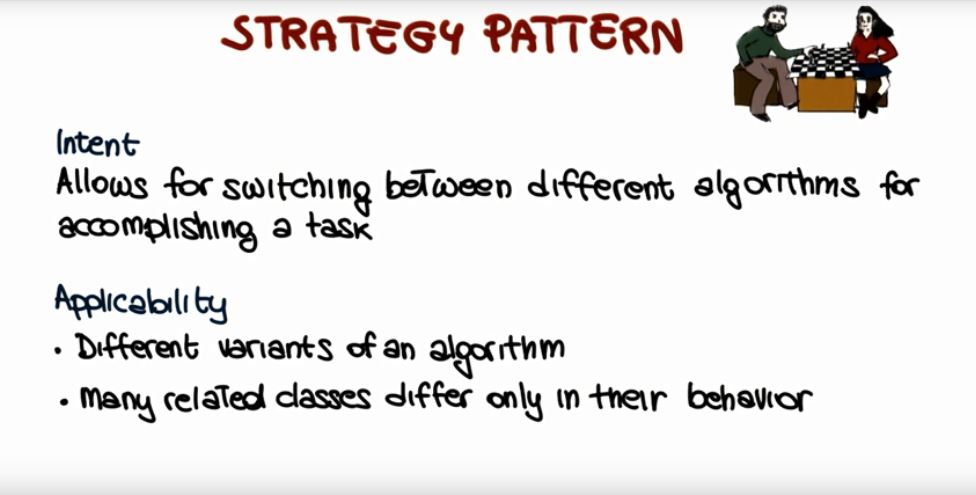 STRATEGY PATTERN
Intent
Allows for switching between different algorithms for
accomplishing a task
Applicability
• Different variants of an algorithm
• Many related classes differ only in their behavior